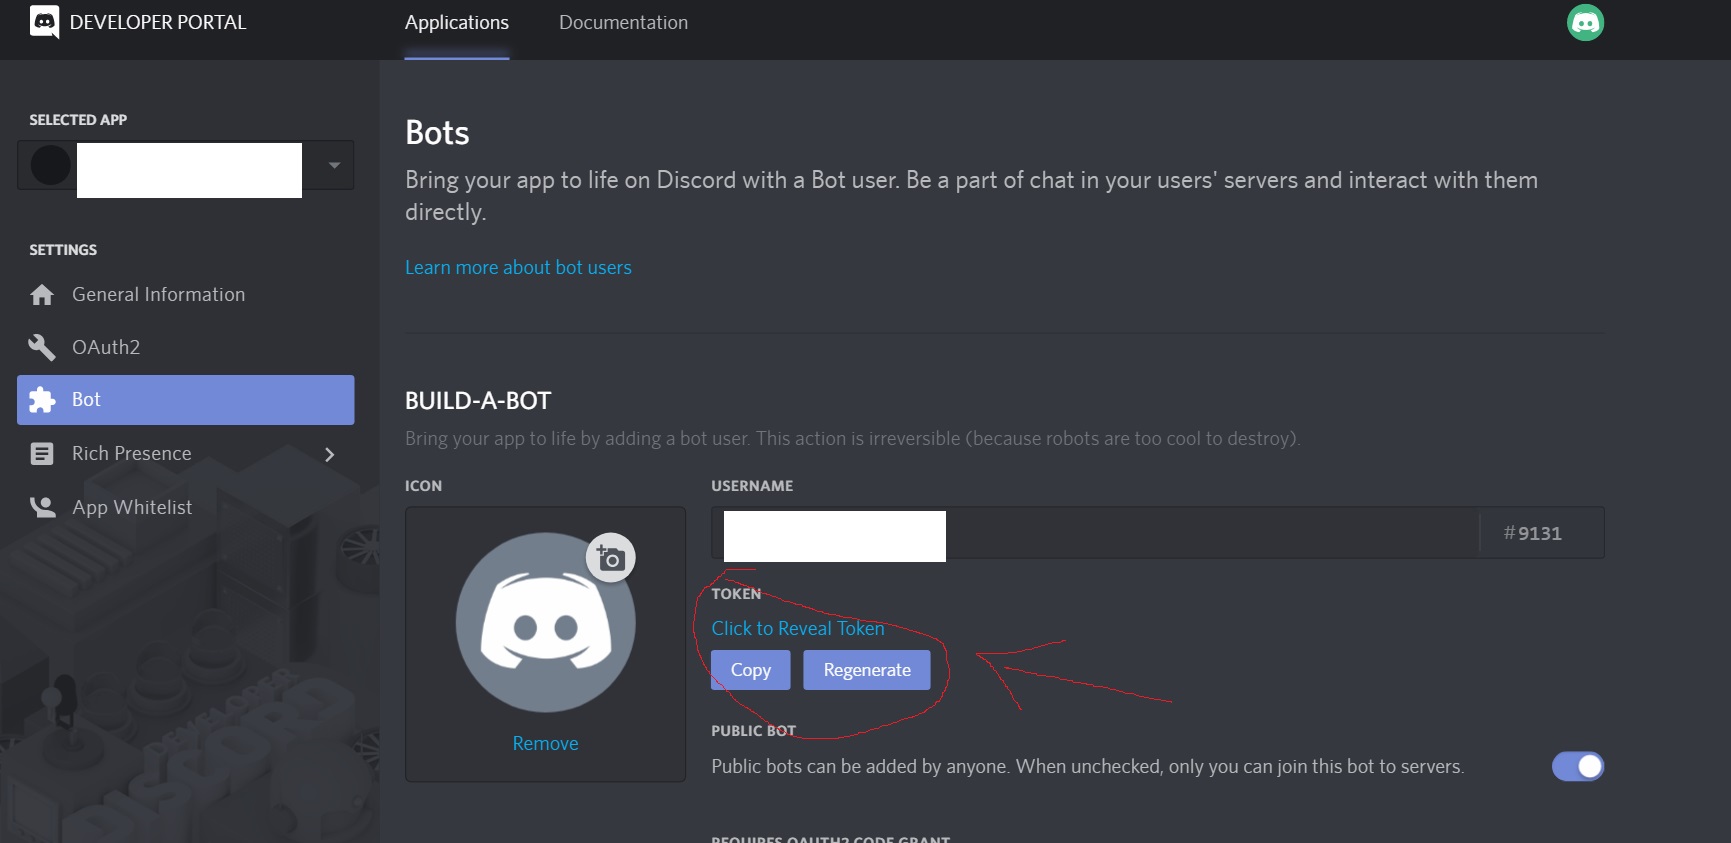 DEVELOPER PORTAL
Applications
Documentation
SELECTED APP
SETTINGS
General Information
OAuth2
Bot
Rich Presence
App Whitelist
Bots
Bring your app to life on Discord with a Bot user. Be a part of chat in your users' servers and interact with them
directly.
Learn more about bot users
BUILD-A-BOT
Bring your app to life by adding a bot user. This action is irreversible (because robots are too cool to destroy).
ICON
Remove
USERNAME
#9131
TOKEN
Click to Reveal Token
Copy
Regenerate
PUBLIC BOT
Public bots can be added by anyone. When unchecked, only you can join this bot to servers.
REQUIRES OAUTH2 CODE GRANT
DISCORD